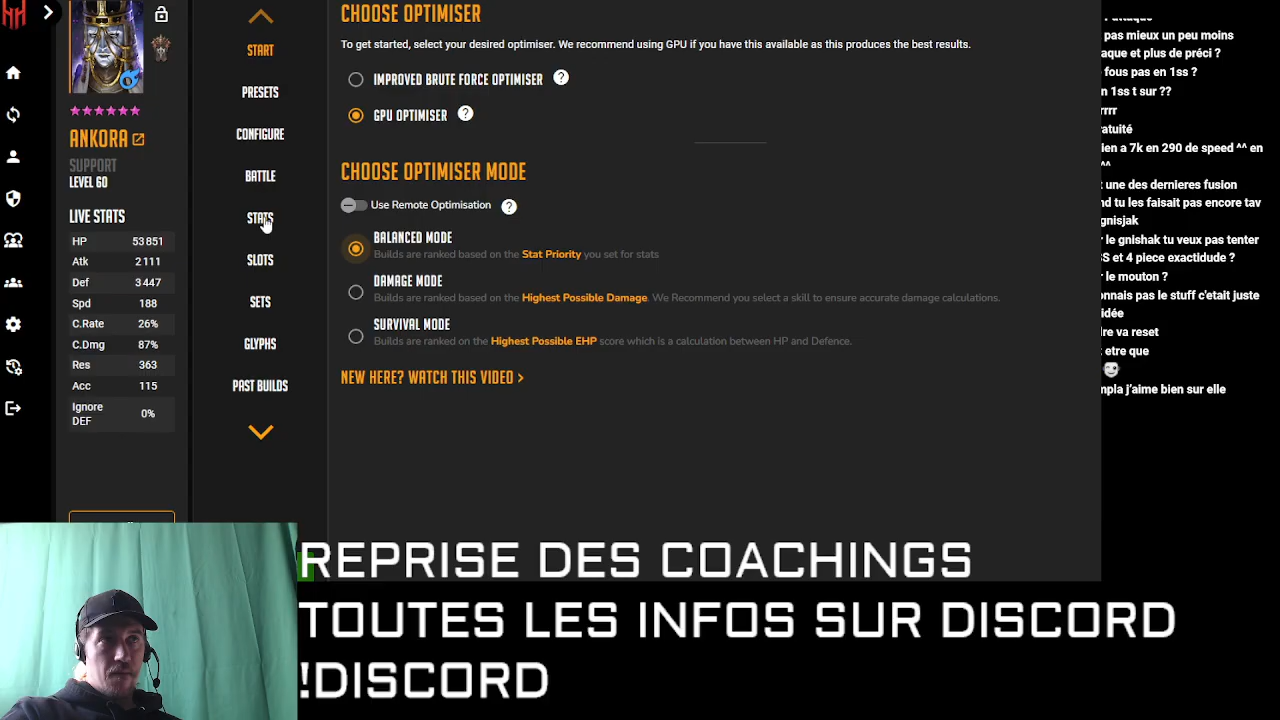 START
PRESETS
CONFIGURE
BATTLE
STATS
SLOTS
SETS
GLYPHS
PAST BUILDS
ANKORA
SUPPORT
LEVEL 60
LIVE STATS
HP 53 851
Atk 2 111
Def 3 447
Spd 188
C.Rate 26%
C.Dmg 87%
Res 363
Acc 115
Ignore DEF 0%
CHOOSE OPTIMISER
To get started, select your desired optimiser. We recommend using GPU if you have this available as this produces the best results.
IMPROVED BRUTE FORCE OPTIMISER ?
GPU OPTIMISER ?
CHOOSE OPTIMISER MODE
Use Remote Optimisation ?
BALANCED MODE
Builds are ranked based on the Stat Priority you set for stats
DAMAGE MODE
Builds are ranked based on the Highest Possible Damage. We Recommend you select a skill to ensure accurate damage calculations.
SURVIVAL MODE
Builds are ranked on the Highest Possible EHP score which is a calculation between HP and Defence.
NEW HERE? WATCH THIS VIDEO >
pas mieux un peu moins
aque et plus de préci ?
fous pas en 1ss ?
n 1ss t sur ??
rrrr
ratuité
ien a 7k en 290 de speed ^^ en
^^
t une des dernieres fusion
nd tu les faisait pas encore tav
gnisjak
r le gnishak tu veux pas tenter
SS et 4 piece exactidude ?
r le mouton ?
onnais pas le stuff c'etait juste
idée
dre va reset
t etre que
mpla j'aime bien sur elle
REPRISE DES COACHINGS
TOUTES LES INFOS SUR DISCORD
!DISCORD